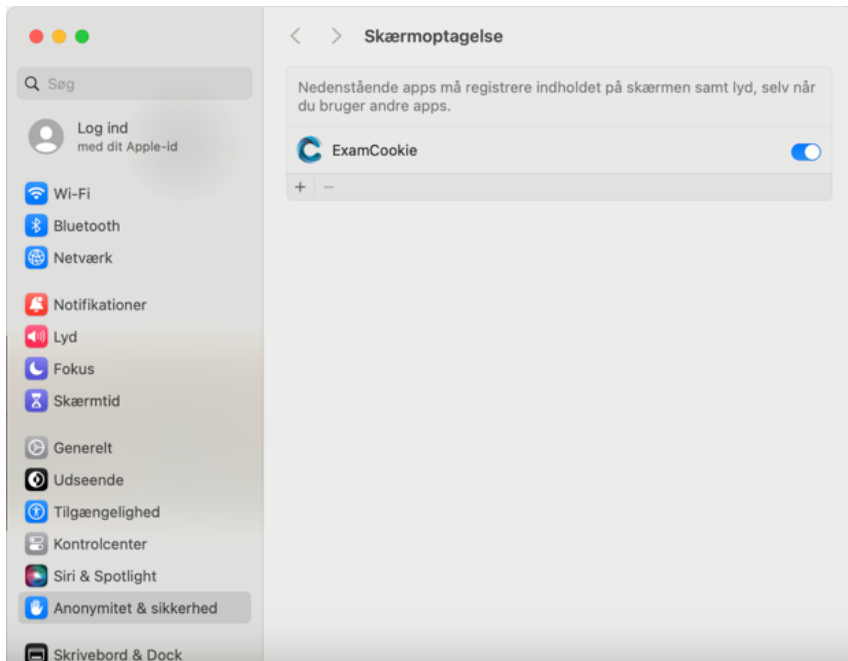 Skærmoptagelse
Søg
Log ind
med dit Apple-id
Wi-Fi
Bluetooth
Netværk
Notifikationer
Lyd
Fokus
Skærmtid
Generelt
Udseende
Tilgængelighed
Kontrolcenter
Siri & Spotlight
Anonymitet & sikkerhed
Skrivebord & Dock
Nedenstående apps må registrere indholdet på skærmen samt lyd, selv når
du bruger andre apps.
ExamCookie